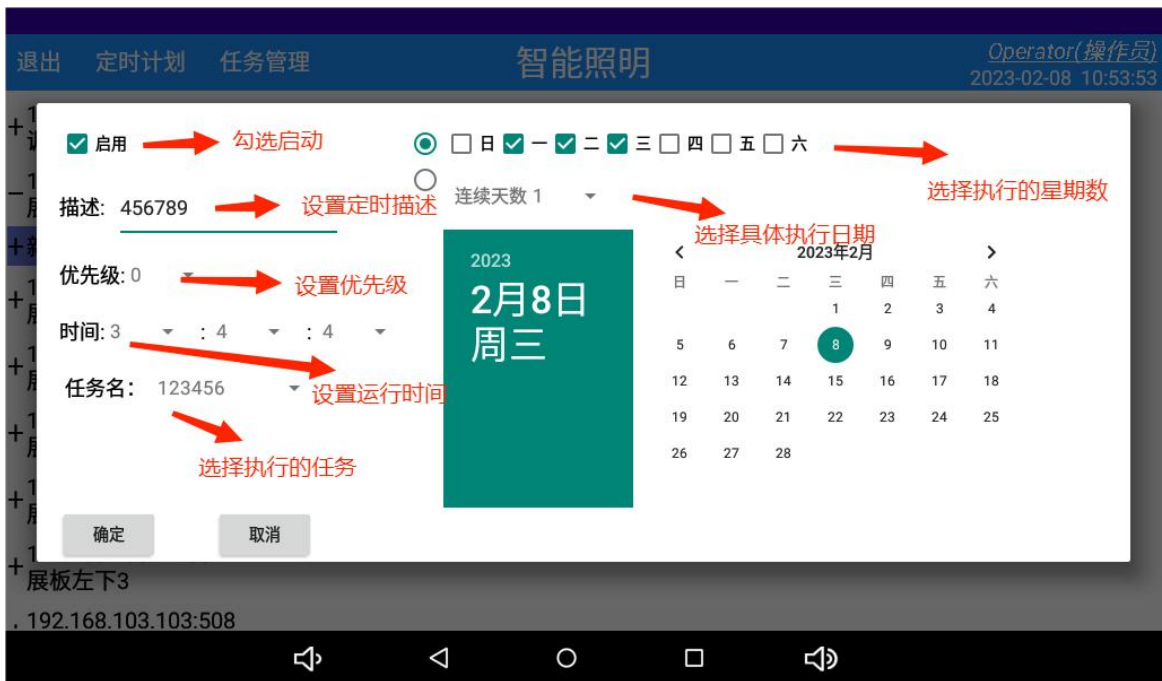 退出 定时计划 任务管理 智能照明 Operator(操作员)
2023-02-08 10:53:53
启用 勾选启动 日 一 二 三 四 五 六
选择执行的星期数
描述: 456789 设置定时描述 连续天数 1
选择具体执行日期
优先级: 0 设置优先级
时间: 3 : 4 : 4
设置运行时间
任务名: 123456
选择执行的任务
确定 取消
2023
2月8日
周三
2023年2月
日 一 二 三 四 五 六
1 2 3 4
5 6 7 8 9 10 11
12 13 14 15 16 17 18
19 20 21 22 23 24 25
26 27 28
展板左下3
192.168.103.103:508